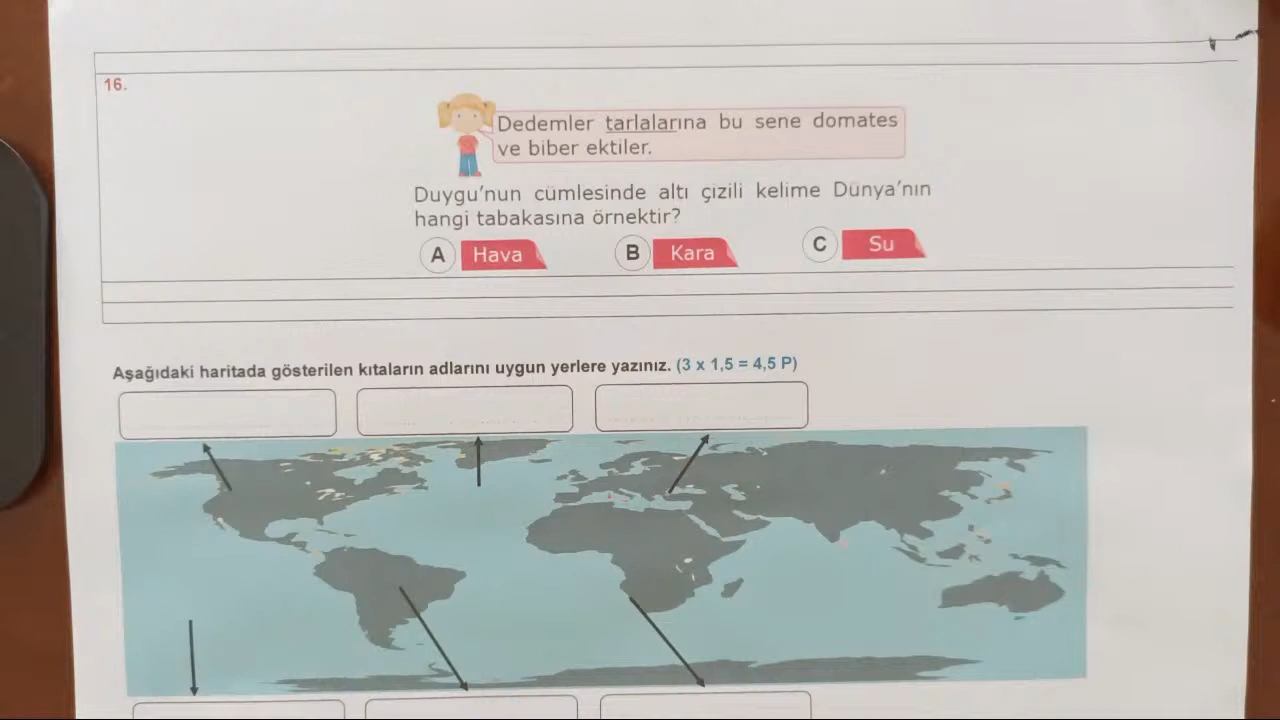 16.
Dedemler tarlalarına bu sene domates
ve biber ektiler.
Duygu'nun cümlesinde altı çizili kelime Dünya'nın
hangi tabakasına örnektir?
A Hava B Kara C Su
Aşağıdaki haritada gösterilen kıtaların adlarını uygun yerlere yazınız. (3 x 1,5 = 4,5 P)